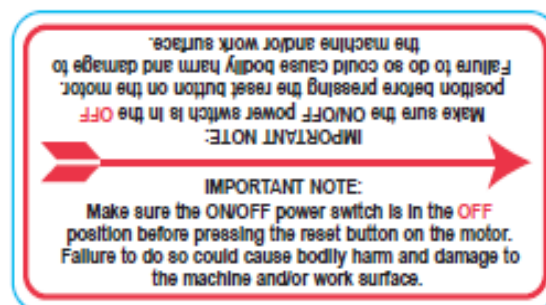 IMPORTANT NOTE:
Make sure the ON/OFF power switch is in the OFF
position before pressing the reset button on the motor.
Failure to do so could cause bodily harm and damage to
the machine and/or work surface.
IMPORTANT NOTE:
Make sure the ON/OFF power switch is in the OFF
position before pressing the reset button on the motor.
Failure to do so could cause bodily harm and damage to
the machine and/or work surface.